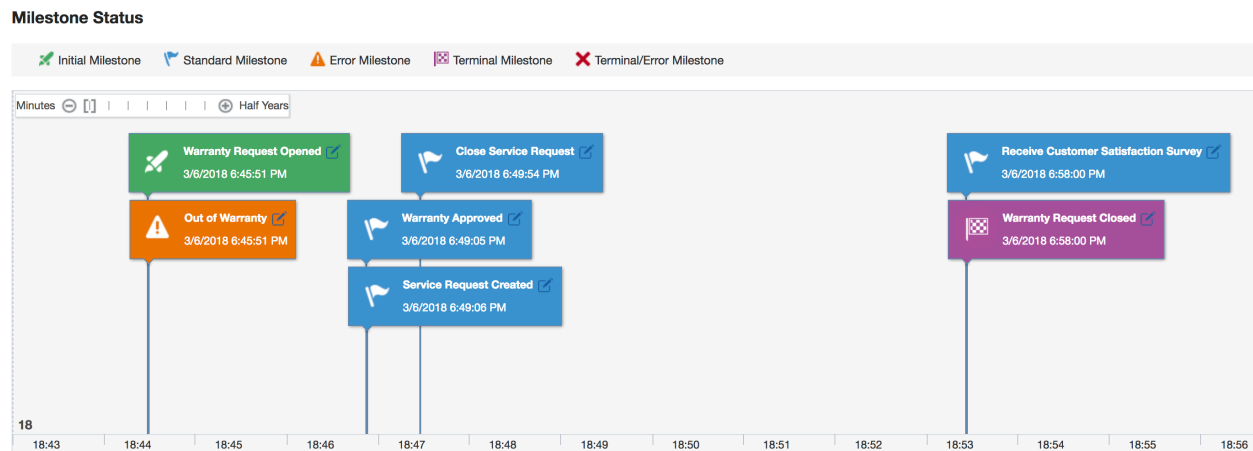 Milestone Status
Initial Milestone Standard Milestone Error Milestone Terminal Milestone Terminal/Error Milestone
Minutes Half Years
Warranty Request Opened
3/6/2018 6:45:51 PM
Close Service Request
3/6/2018 6:49:54 PM
Receive Customer Satisfaction Survey
3/6/2018 6:58:00 PM
Out of Warranty
3/6/2018 6:45:51 PM
Warranty Approved
3/6/2018 6:49:05 PM
Warranty Request Closed
3/6/2018 6:58:00 PM
Service Request Created
3/6/2018 6:49:06 PM
18
18:43 18:44 18:45 18:46 18:47 18:48 18:49 18:50 18:51 18:52 18:53 18:54 18:55 18:56